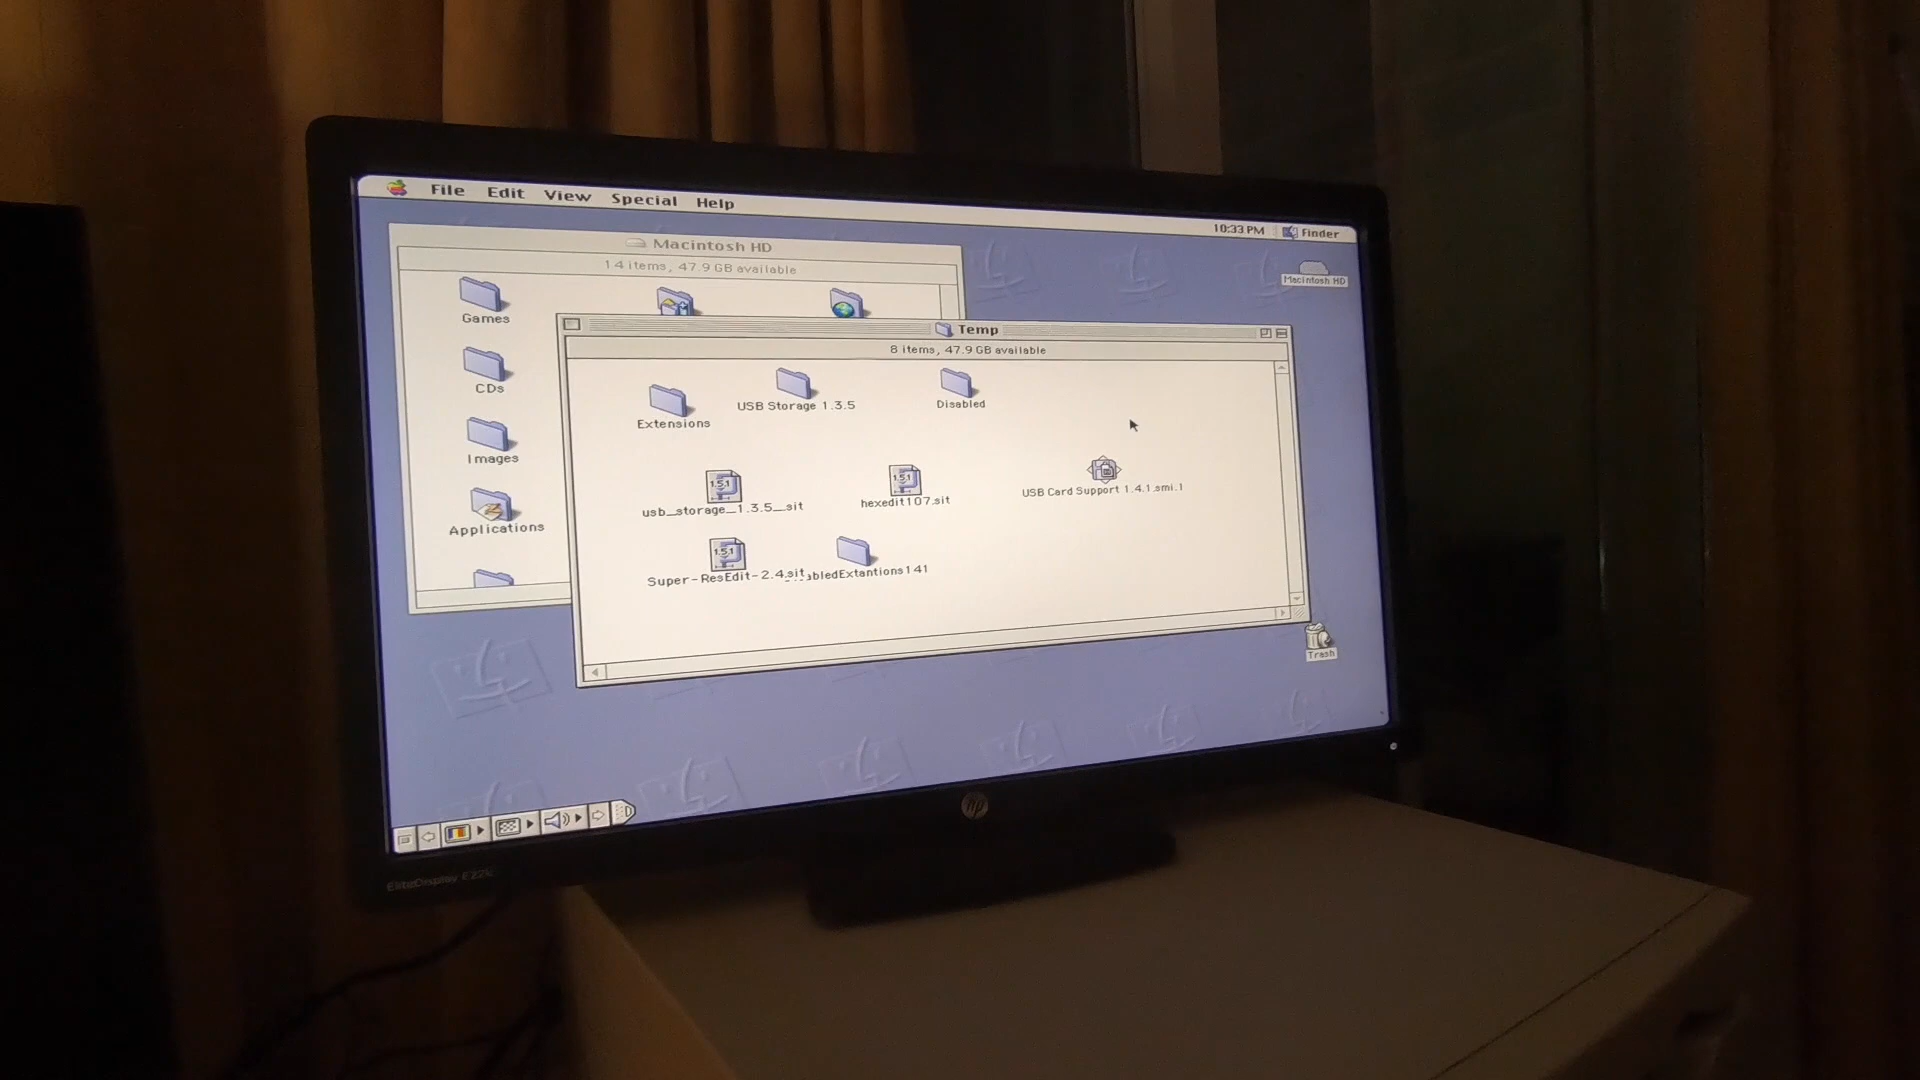 File Edit View Special Help
10:33 PM Finder
Macintosh HD
14 items, 47.9 GB available
Macintosh HD
Games
CDs
Images
Applications
Temp
8 items, 47.9 GB available
Extensions
USB Storage 1.3.5
Disabled
usb_storage_1.3.5_.sit
hexedit107.sit
USB Card Support 1.4.1.smi.1
Super-ResEdit-2.4.sit
abledExtantions141
Trash
hp
EliteDisplay